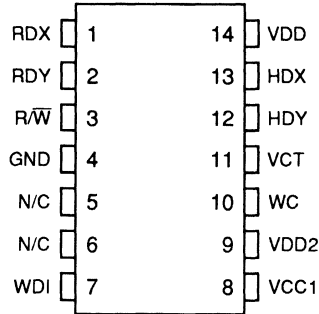 RDX 1 14 VDD
RDY 2 13 HDX
R/W̅ 3 12 HDY
GND 4 11 VCT
N/C 5 10 WC
N/C 6 9 VDD2
WDI 7 8 VCC1